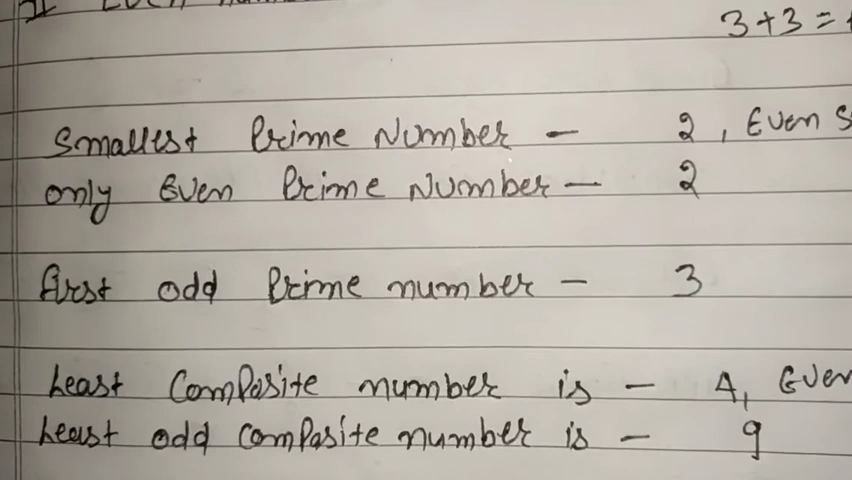 3+3=
Smallest Prime Number - 2, Even
only Even Prime Number - 2
first odd Prime number - 3
Least Composite number is - 4, Even
Least odd composite number is - 9